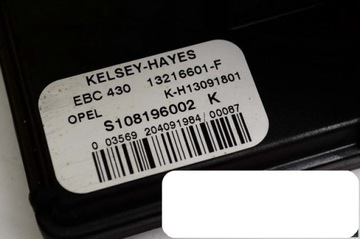 KELSEY-HAYES
EBC 430 13216601-F
OPEL K-H13091801
S108196002 K
0 03569 204091984/00087